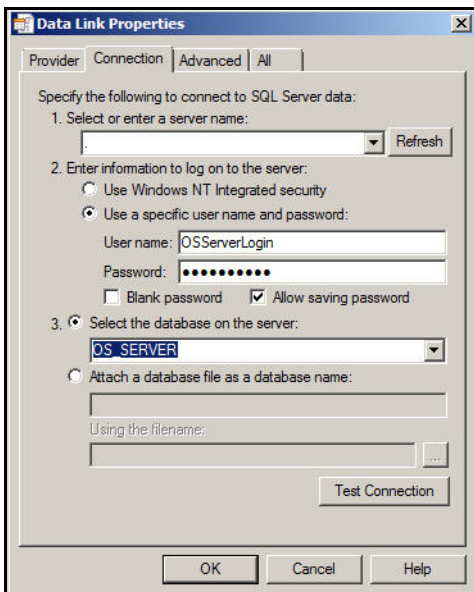 Data Link Properties
Provider Connection Advanced All
Specify the following to connect to SQL Server data:
1. Select or enter a server name:
. Refresh
2. Enter information to log on to the server:
Use Windows NT Integrated security
Use a specific user name and password:
User name: OSServerLogin
Password: ●●●●●●●●●●
Blank password Allow saving password
3. Select the database on the server:
OS_SERVER
Attach a database file as a database name:
Using the filename:
...
Test Connection
OK Cancel Help